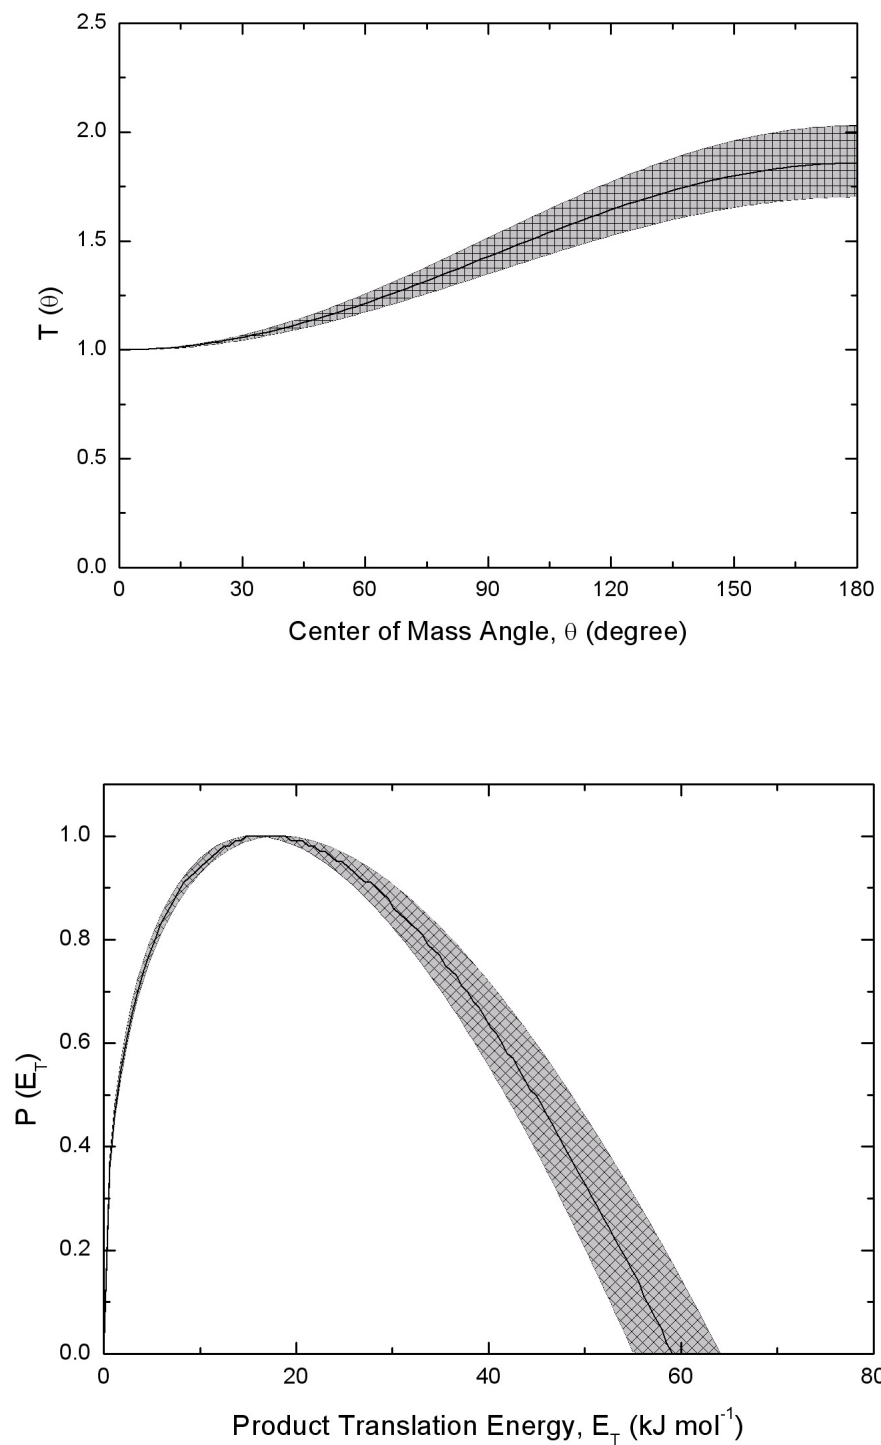 2.5
2.0
1.5
1.0
0.5
0.0
T (θ)
0 30 60 90 120 150 180
Center of Mass Angle, θ (degree)
1.0
0.8
0.6
0.4
0.2
0.0
P (E_T)
0 20 40 60 80
Product Translation Energy, E_T (kJ mol⁻¹)